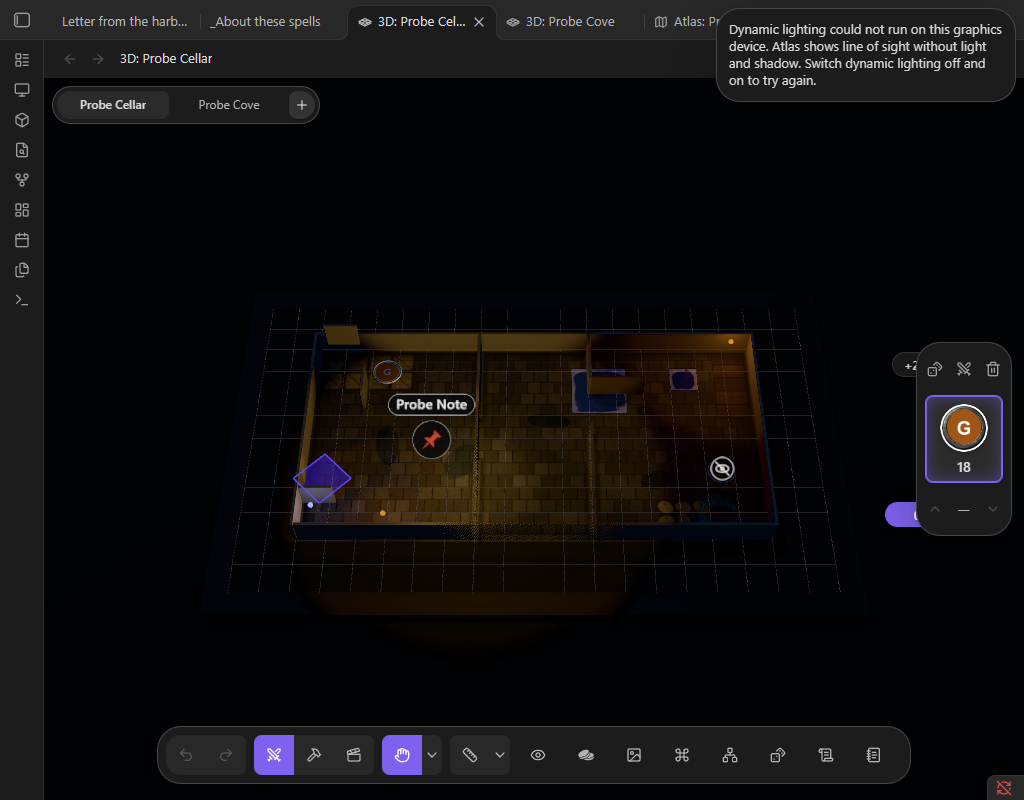 Letter from the harb...
_About these spells
3D: Probe Cel...
3D: Probe Cove
Atlas: Pr
Dynamic lighting could not run on this graphics
device. Atlas shows line of sight without light
and shadow. Switch dynamic lighting off and
on to try again.
3D: Probe Cellar
Probe Cellar
Probe Cove
G
Probe Note
+2
G
18